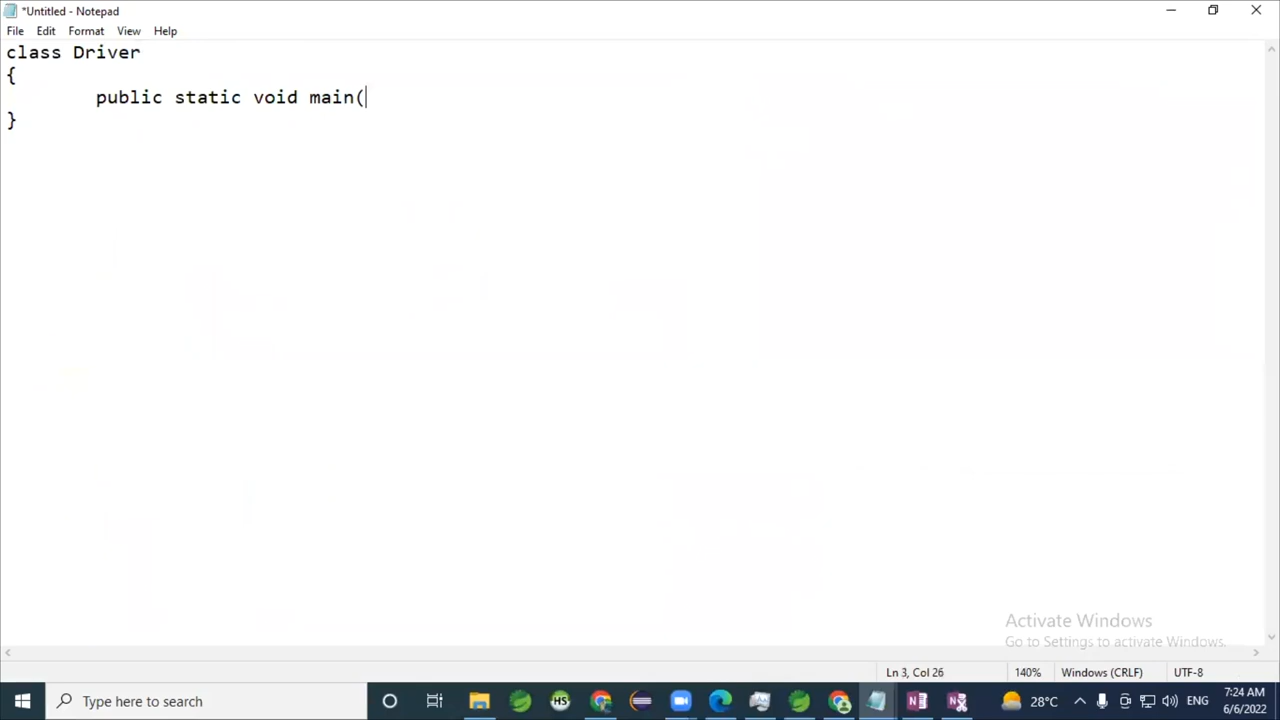 *Untitled - Notepad
File Edit Format View Help
class Driver
{
public static void main(
}
Activate Windows
Go to Settings to activate Windows.
Ln 3, Col 26 140% Windows (CRLF) UTF-8
Type here to search HS 28°C ENG 7:24 AM
6/6/2022